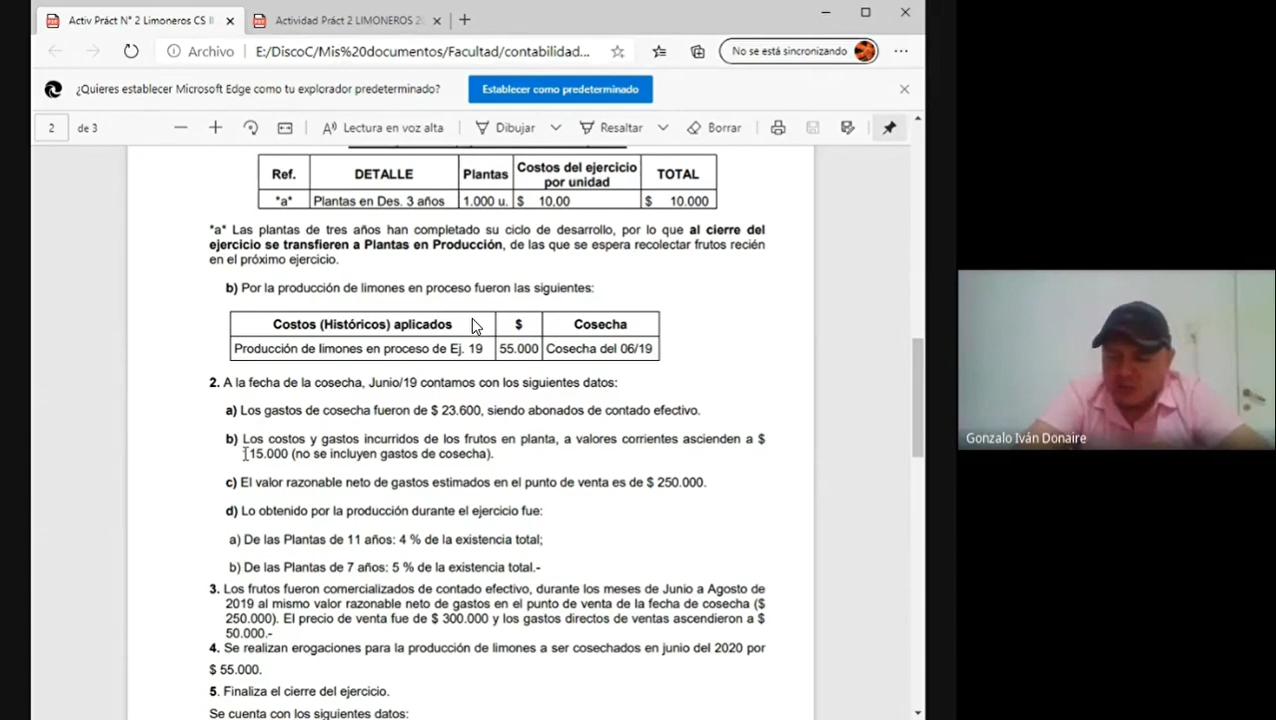 Activ Práct N° 2 Limoneros CS II
Actividad Práct 2 LIMONEROS 2
Archivo
E:/DiscoC/Mis%20documentos/Facultad/contabilidad...
No se está sincronizando
¿Quieres establecer Microsoft Edge como tu explorador predeterminado?
Establecer como predeterminado
2 de 3
Lectura en voz alta
Dibujar
Resaltar
Borrar
Ref. DETALLE Plantas Costos del ejercicio por unidad TOTAL
*a* Plantas en Des. 3 años 1.000 u. $ 10,00 $ 10.000
*a* Las plantas de tres años han completado su ciclo de desarrollo, por lo que al cierre del
ejercicio se transfieren a Plantas en Producción, de las que se espera recolectar frutos recién
en el próximo ejercicio.
b) Por la producción de limones en proceso fueron las siguientes:
Costos (Históricos) aplicados $ Cosecha
Producción de limones en proceso de Ej. 19 55.000 Cosecha del 06/19
2. A la fecha de la cosecha, Junio/19 contamos con los siguientes datos:
a) Los gastos de cosecha fueron de $ 23.600, siendo abonados de contado efectivo.
b) Los costos y gastos incurridos de los frutos en planta, a valores corrientes ascienden a $
115.000 (no se incluyen gastos de cosecha).
c) El valor razonable neto de gastos estimados en el punto de venta es de $ 250.000.
d) Lo obtenido por la producción durante el ejercicio fue:
a) De las Plantas de 11 años: 4 % de la existencia total;
b) De las Plantas de 7 años: 5 % de la existencia total.-
3. Los frutos fueron comercializados de contado efectivo, durante los meses de Junio a Agosto de
2019 al mismo valor razonable neto de gastos en el punto de venta de la fecha de cosecha ($
250.000). El precio de venta fue de $ 300.000 y los gastos directos de ventas ascendieron a $
50.000.-
4. Se realizan erogaciones para la producción de limones a ser cosechados en junio del 2020 por
$ 55.000.
5. Finaliza el cierre del ejercicio.
Se cuenta con los siguientes datos:
Gonzalo Iván Donaire